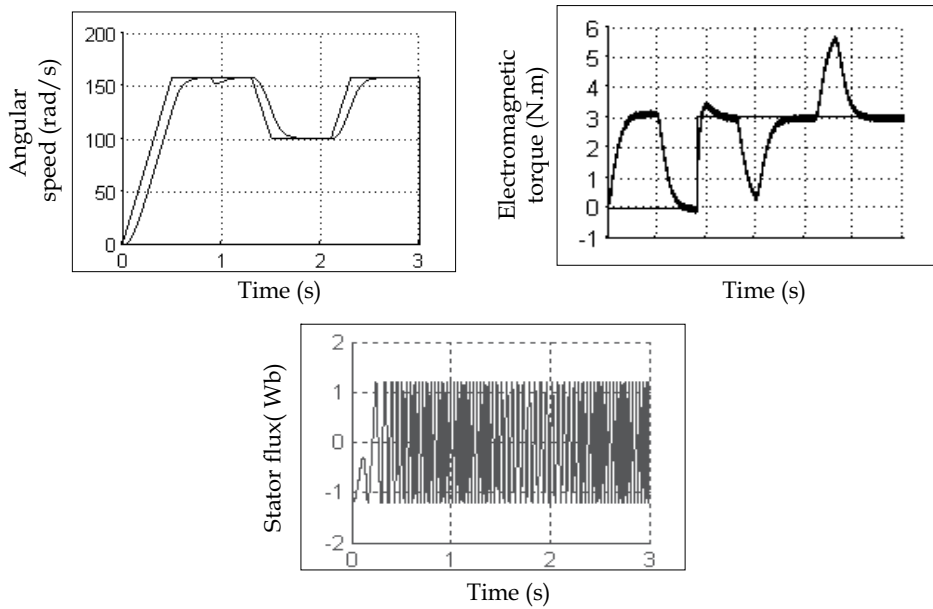 Angular
speed (rad/s)
200
150
100
50
0
0 1 2 3
Time (s)
Electromagnetic
torque (N.m)
6
5
4
3
2
1
0
-1
Time (s)
Stator flux( Wb)
2
1
0
-1
-2
0 1 2 3
Time (s)